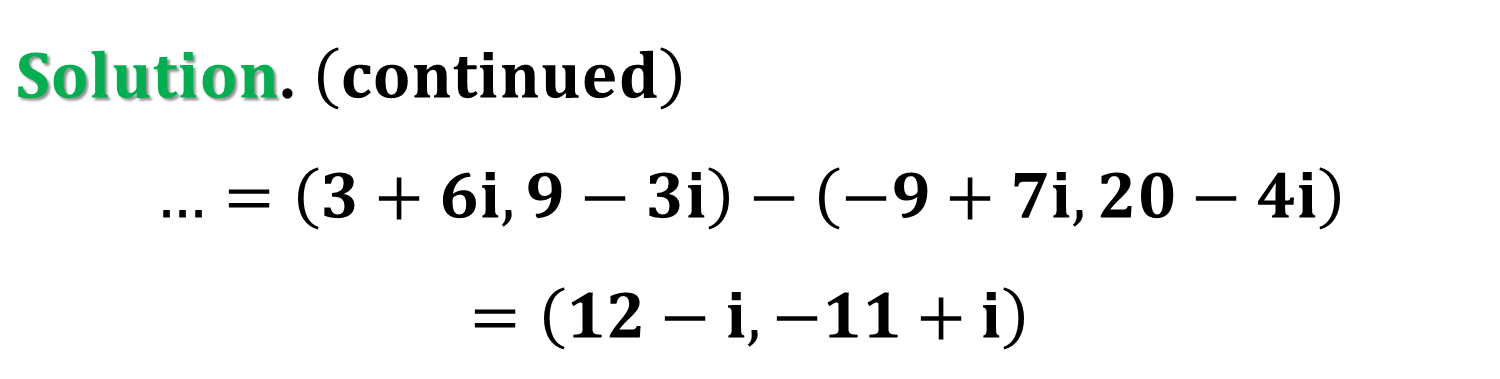 Solution. (continued)
... = (3 + 6i, 9 − 3i) − (−9 + 7i, 20 − 4i)
= (12 − i, −11 + i)